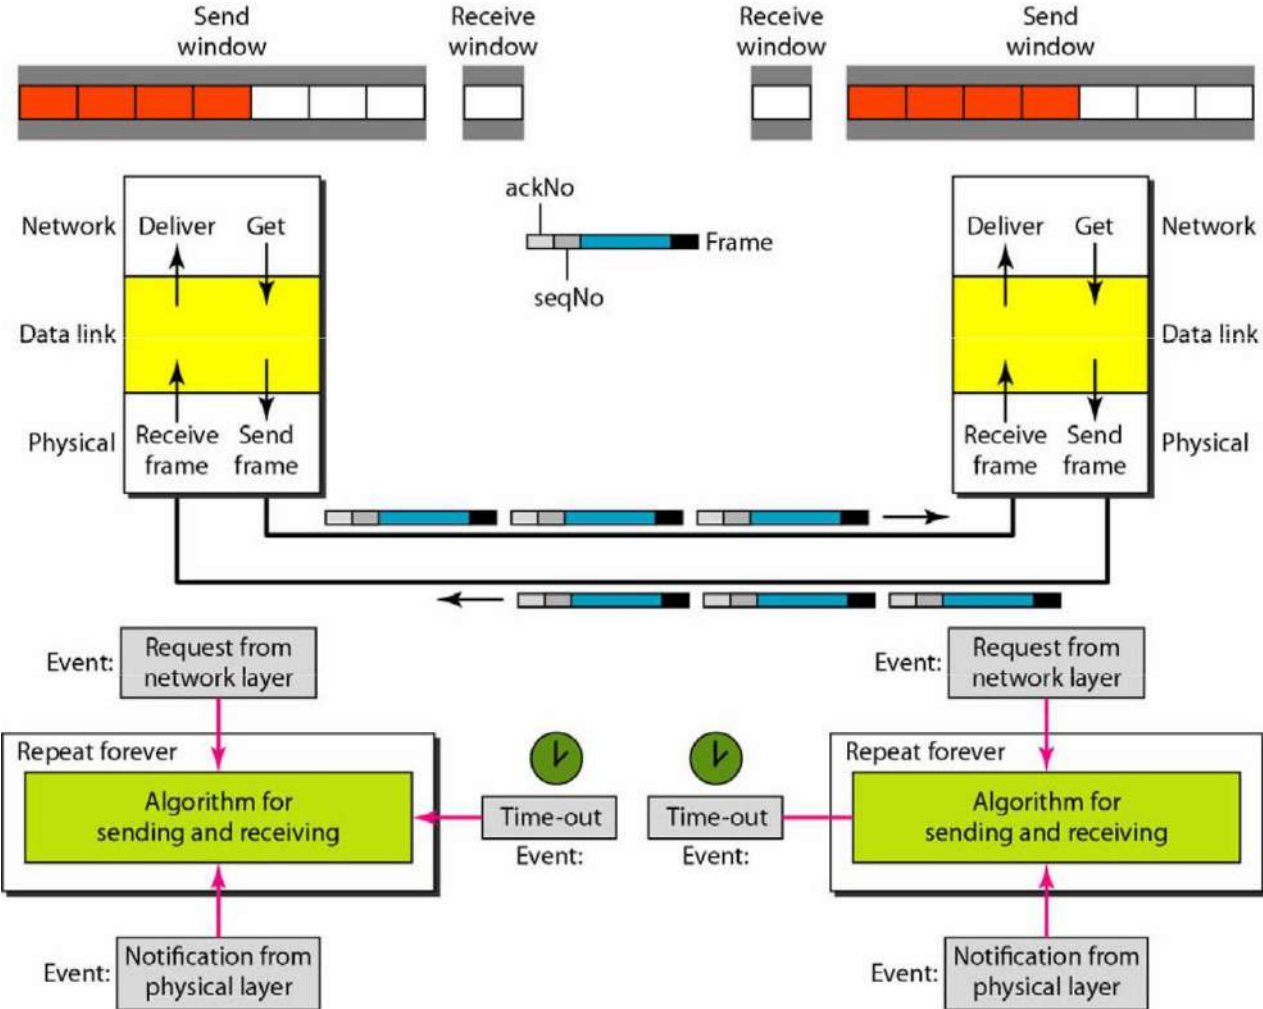 Send
window
Receive
window
Receive
window
Send
window
ackNo
Frame
seqNo
Network
Deliver
Get
Data link
Physical
Receive
frame
Send
frame
Deliver
Get
Network
Data link
Receive
frame
Send
frame
Physical
Event:
Request from
network layer
Event:
Request from
network layer
Repeat forever
Algorithm for
sending and receiving
Time-out
Event:
Time-out
Event:
Repeat forever
Algorithm for
sending and receiving
Event:
Notification from
physical layer
Event:
Notification from
physical layer